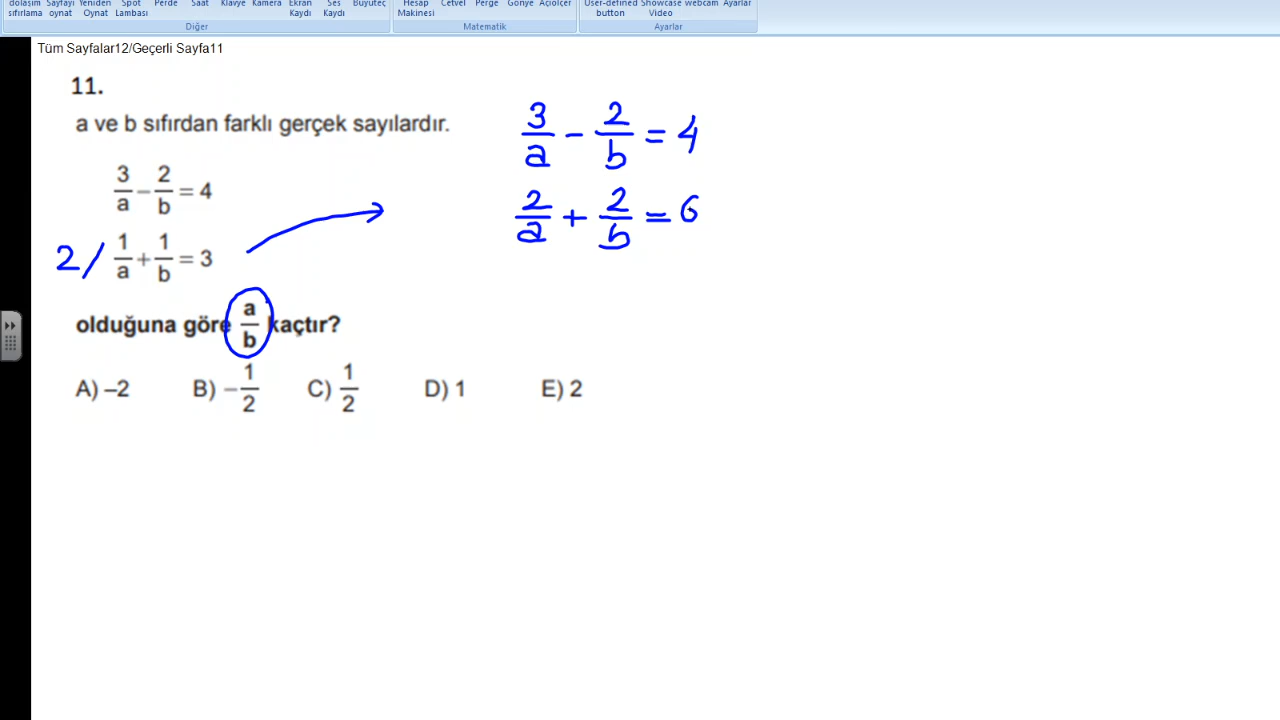 dolaşım Sayfayı Yeniden Spot Perde Saat Klavye Kamera Ekran Ses Büyüteç Hesap Cetvel Perge Gönye Açıölçer User-defined Showcase webcam Ayarlar
sıfırlama oynat Oynat Lambası Kaydı Kaydı Makinesi button Video
Diğer Matematik Ayarlar
Tüm Sayfalar12/Geçerli Sayfa11
11.
a ve b sıfırdan farklı gerçek sayılardır.
3/a − 2/b = 4
2/ 1/a + 1/b = 3
olduğuna göre a/b kaçtır?
A) –2 B) −1/2 C) 1/2 D) 1 E) 2
3/a − 2/b = 4
2/a + 2/b = 6